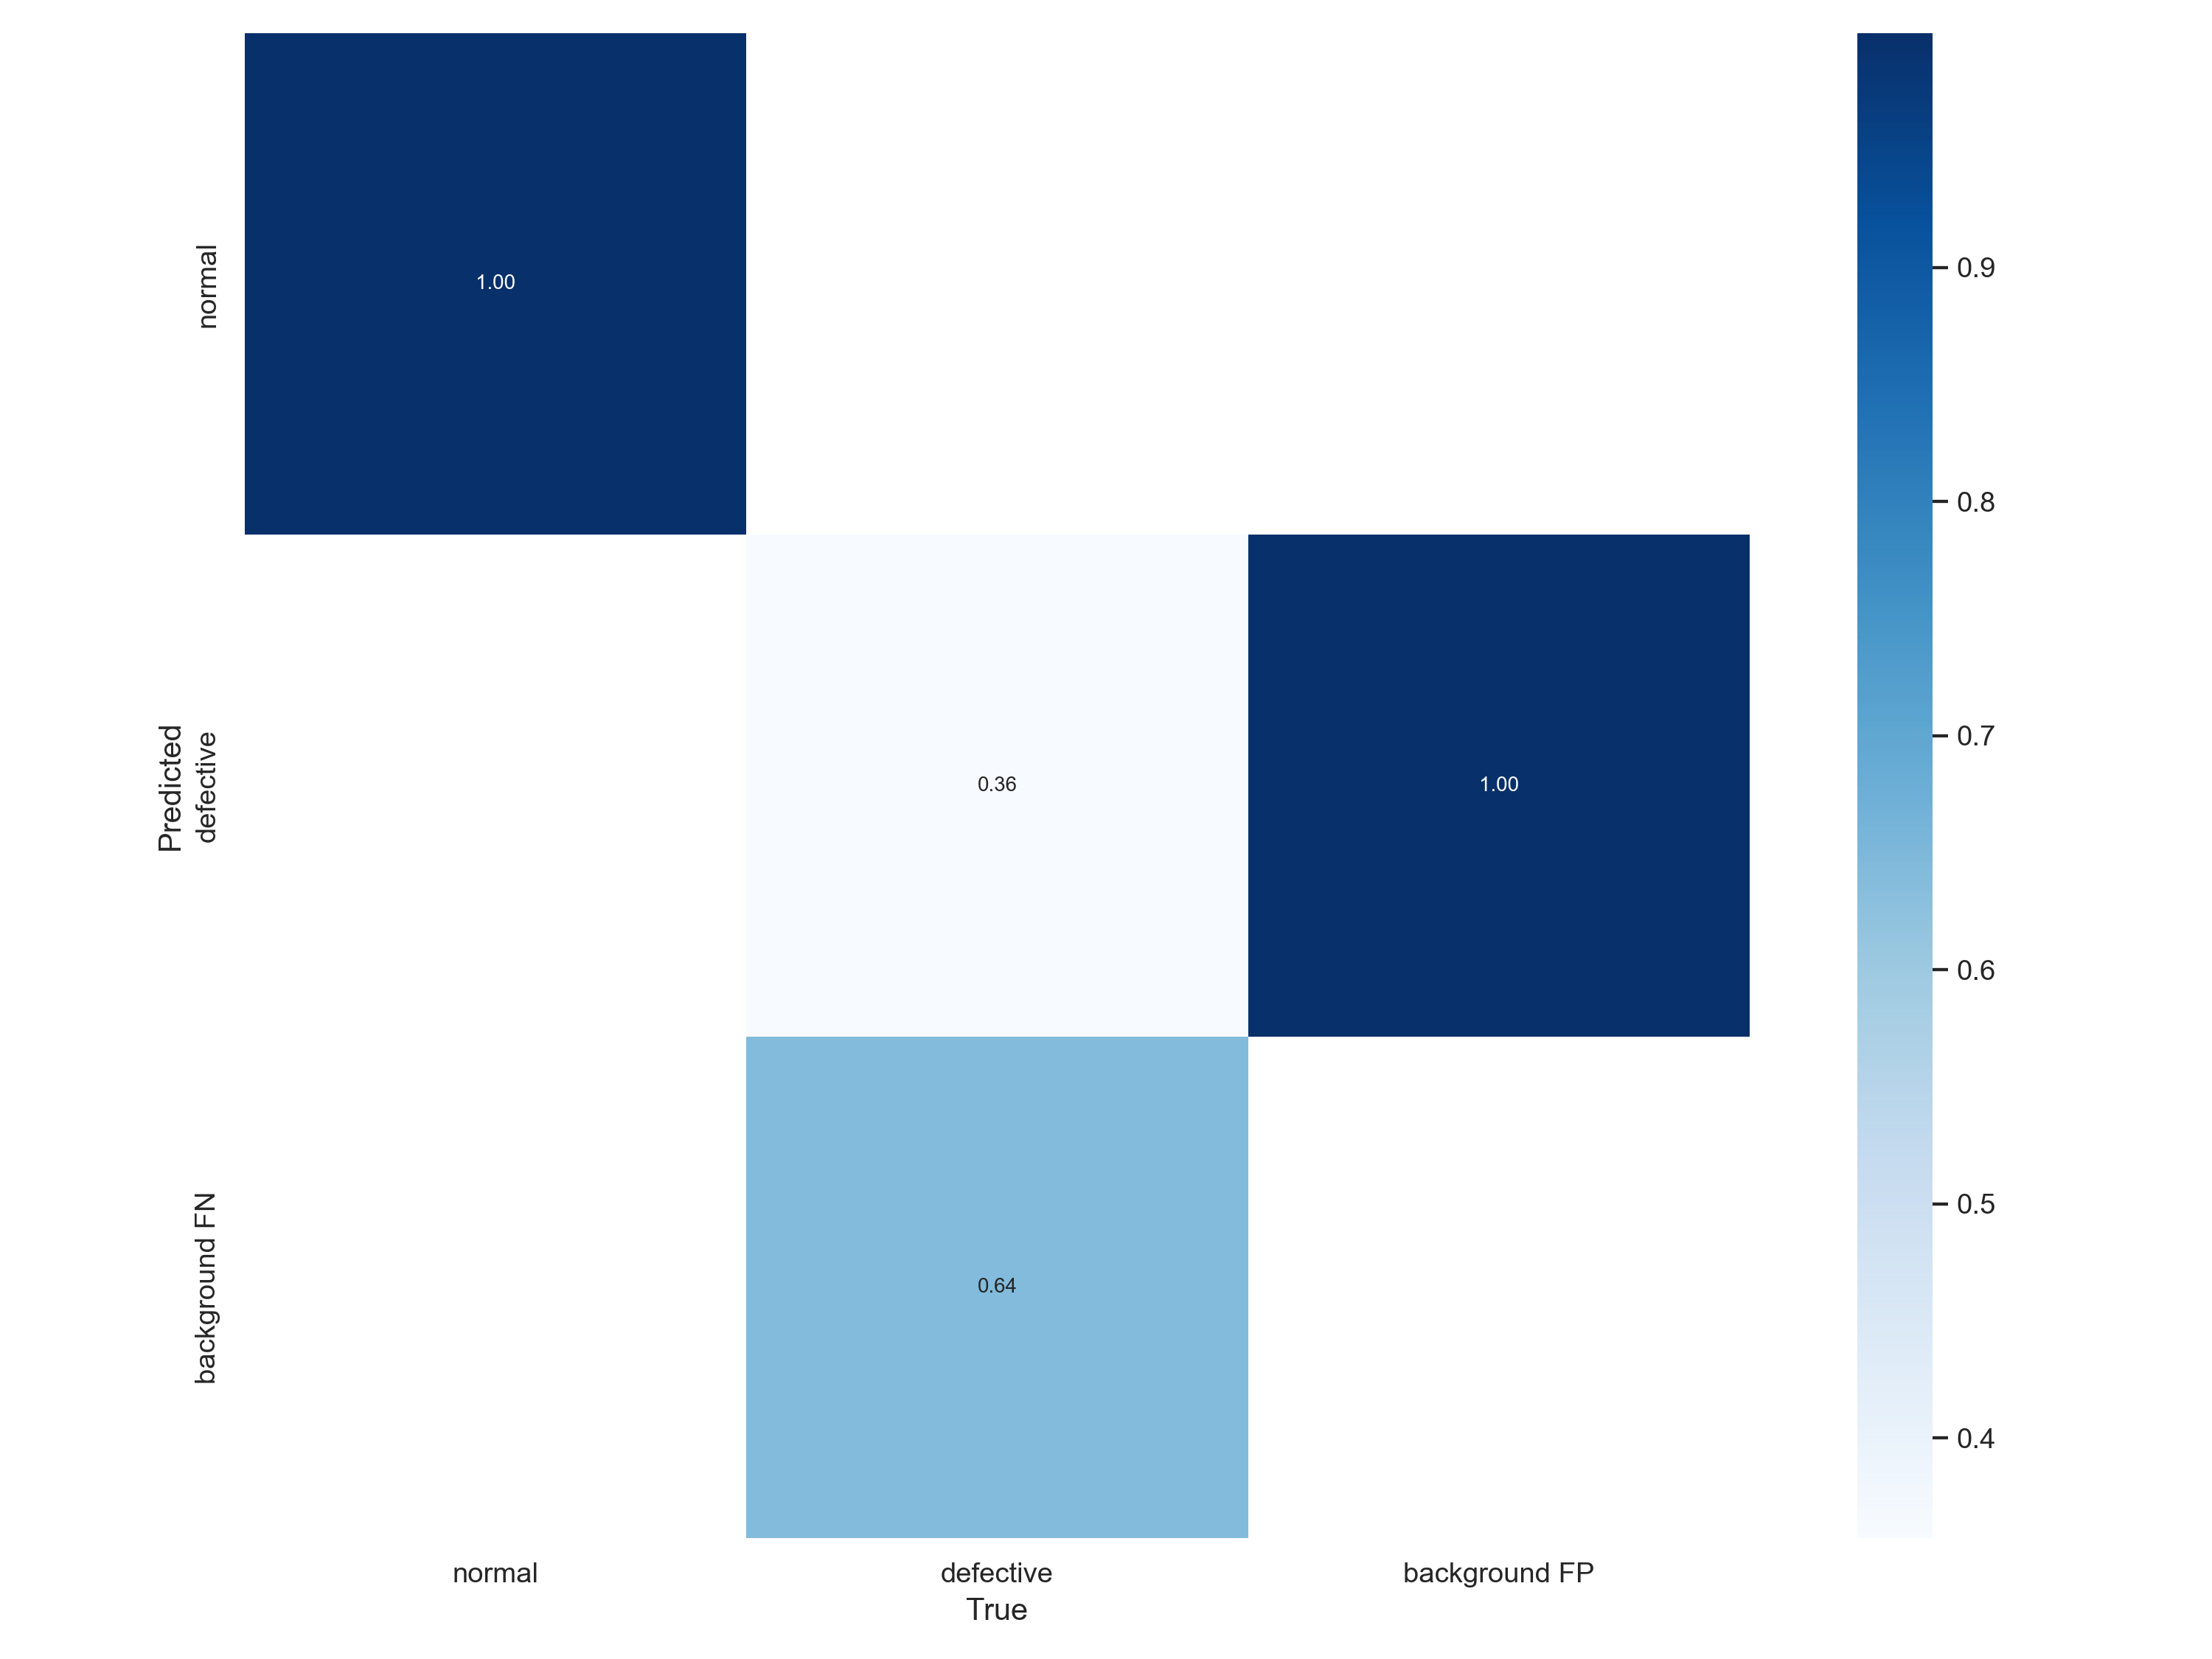 normal
1.00
Predicted
defective
0.36
1.00
background FN
0.64
normal
defective
background FP
True
0.9
0.8
0.7
0.6
0.5
0.4